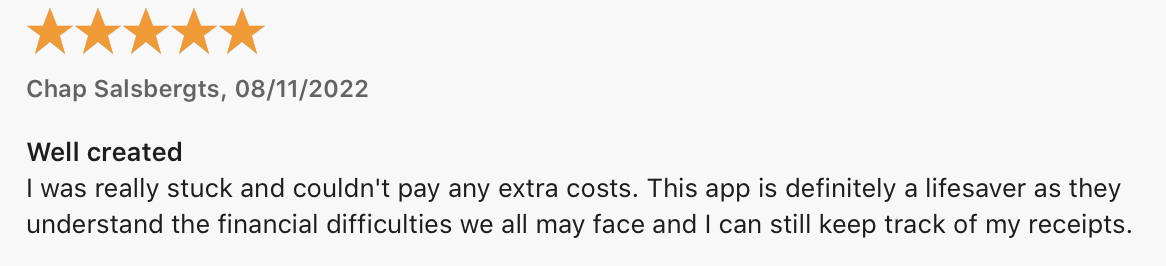 Chap Salsbergts, 08/11/2022
Well created
I was really stuck and couldn't pay any extra costs. This app is definitely a lifesaver as they
understand the financial difficulties we all may face and I can still keep track of my receipts.